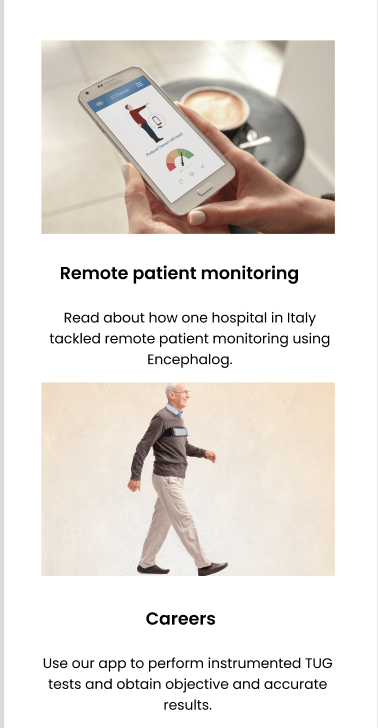 Remote patient monitoring
Read about how one hospital in Italy
tackled remote patient monitoring using
Encephalog.
Careers
Use our app to perform instrumented TUG
tests and obtain objective and accurate
results.